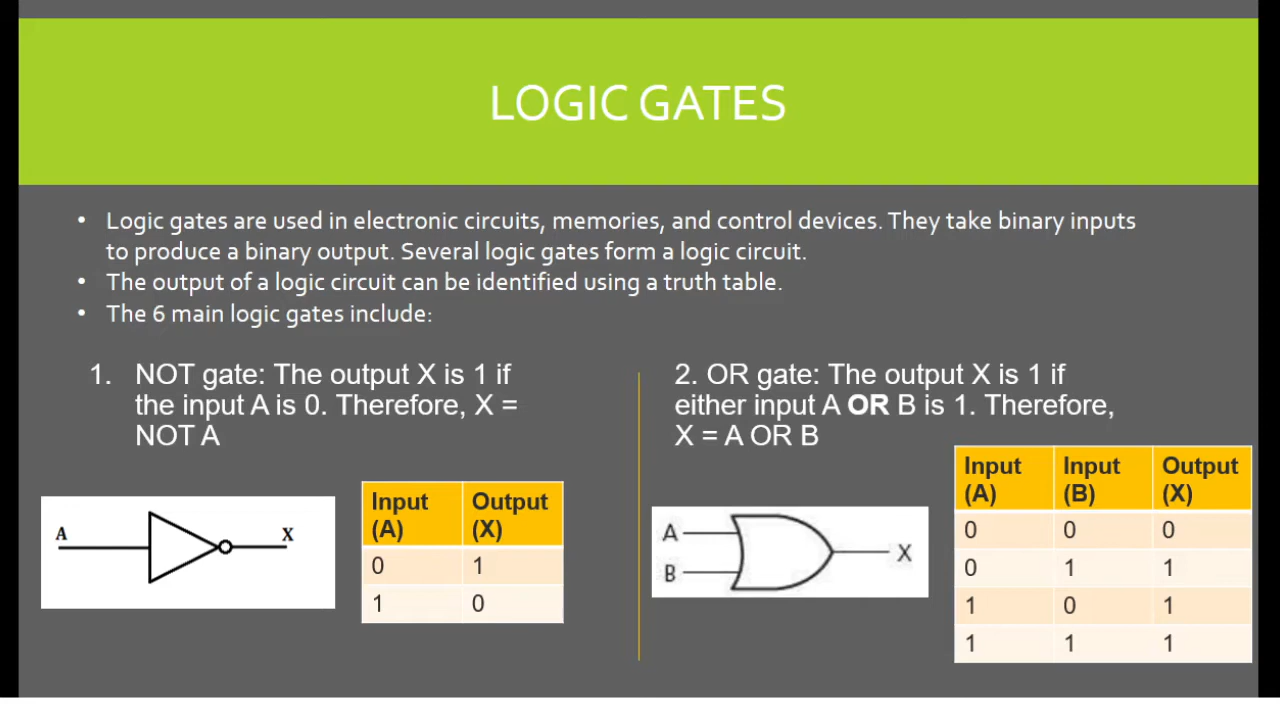 LOGIC GATES
• Logic gates are used in electronic circuits, memories, and control devices. They take binary inputs
to produce a binary output. Several logic gates form a logic circuit.
• The output of a logic circuit can be identified using a truth table.
• The 6 main logic gates include:
1. NOT gate: The output X is 1 if
the input A is 0. Therefore, X =
NOT A
A X
Input (A) Output (X)
0 1
1 0
2. OR gate: The output X is 1 if
either input A OR B is 1. Therefore,
X = A OR B
A
B
X
Input (A) Input (B) Output (X)
0 0 0
0 1 1
1 0 1
1 1 1